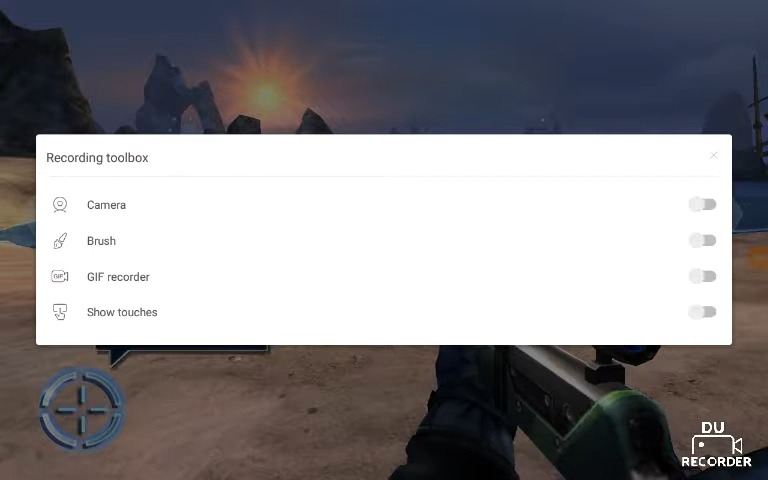 Recording toolbox
Camera
Brush
GIF
GIF recorder
Show touches
DU
RECORDER